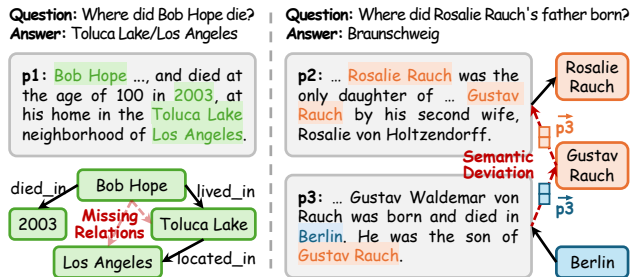 Question: Where did Bob Hope die?
Answer: Toluca Lake/Los Angeles
p1: Bob Hope ..., and died at
the age of 100 in 2003, at
his home in the Toluca Lake
neighborhood of Los Angeles.
died_in
Bob Hope
lived_in
2003
Missing
Relations
Toluca Lake
Los Angeles
located_in
Question: Where did Rosalie Rauch's father born?
Answer: Braunschweig
p2: ... Rosalie Rauch was the
only daughter of ... Gustav
Rauch by his second wife,
Rosalie von Holtzendorff.
Rosalie
Rauch
p3
Semantic
Deviation
Gustav
Rauch
p3
p3: ... Gustav Waldemar von
Rauch was born and died in
Berlin. He was the son of
Gustav Rauch.
Berlin